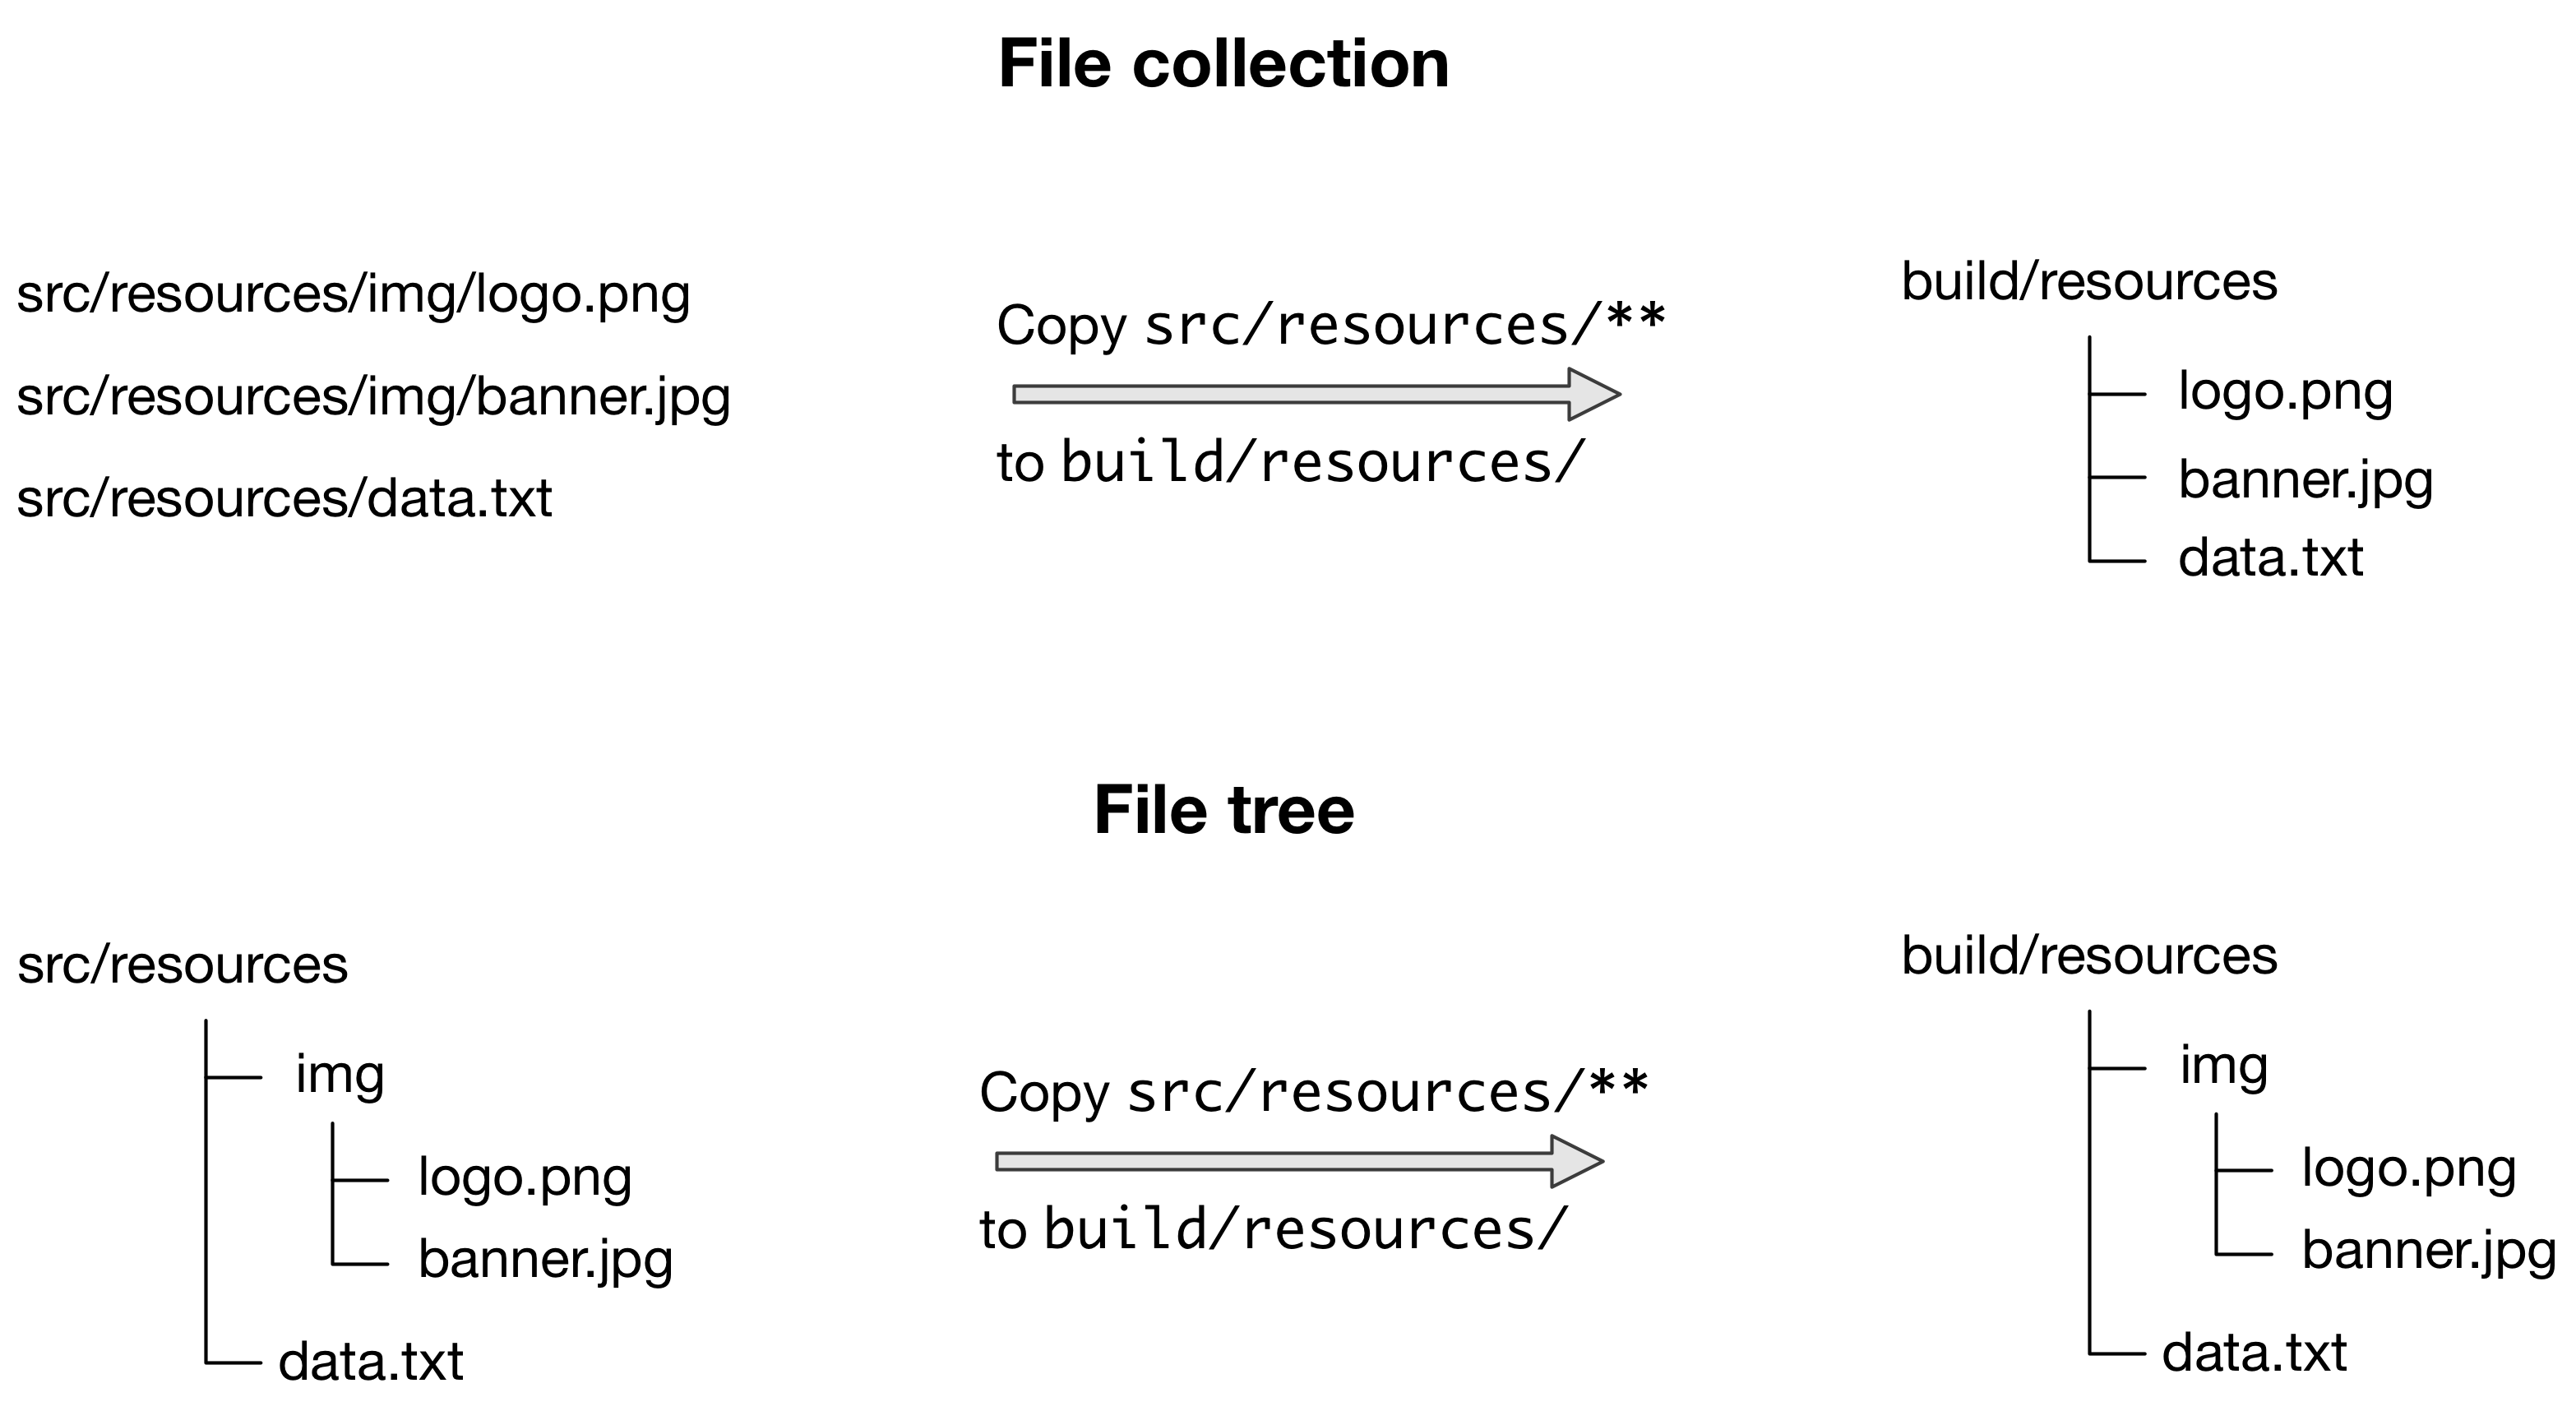 File collection
src/resources/img/logo.png
src/resources/img/banner.jpg
src/resources/data.txt
Copy src/resources/**
to build/resources/
build/resources
logo.png
banner.jpg
data.txt
File tree
src/resources
img
logo.png
banner.jpg
data.txt
Copy src/resources/**
to build/resources/
build/resources
img
logo.png
banner.jpg
data.txt